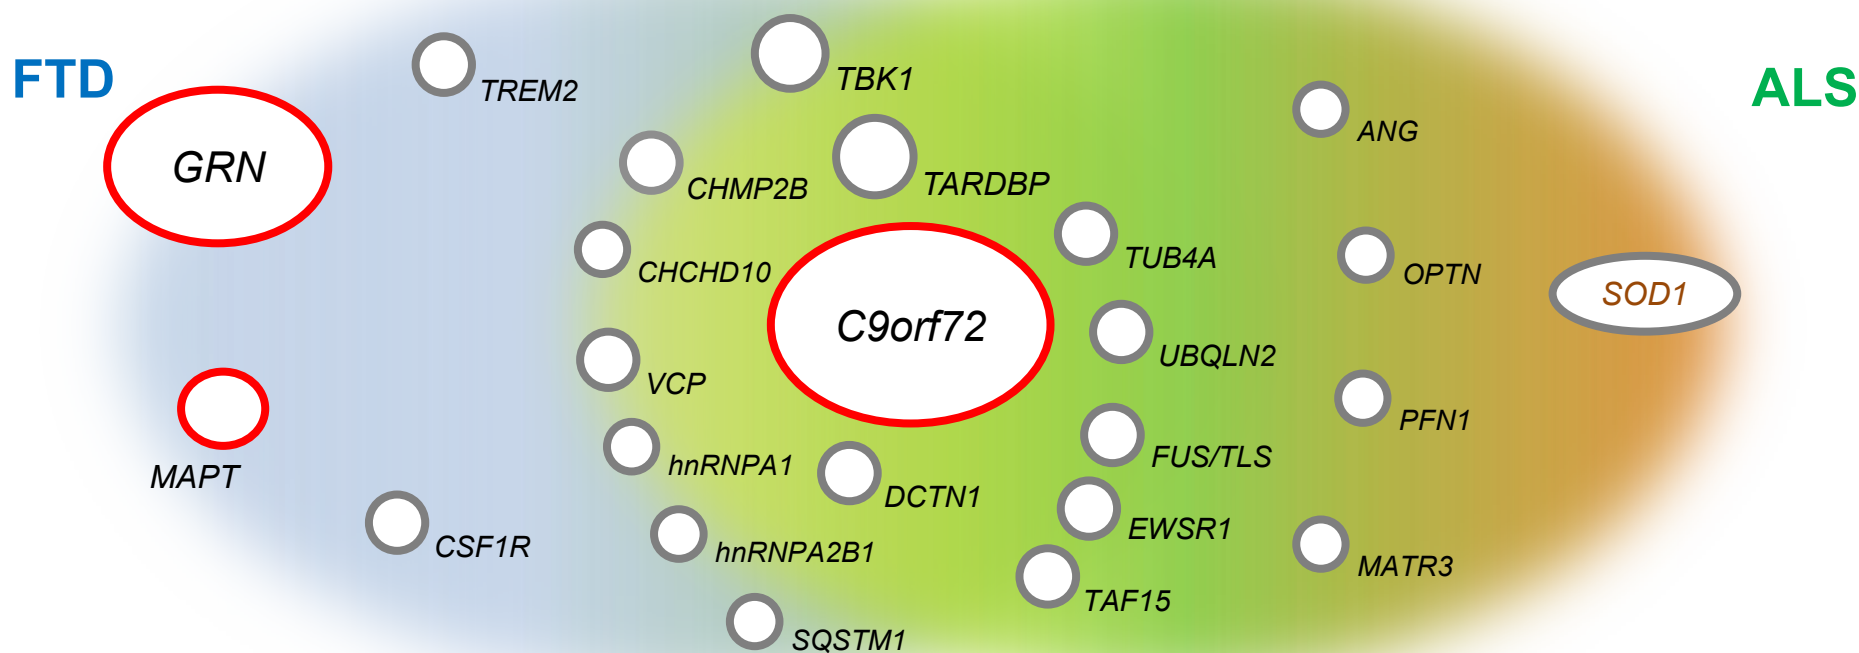 FTD
ALS
TREM2
TBK1
ANG
GRN
CHMP2B
TARDBP
CHCHD10
TUB4A
OPTN
SOD1
C9orf72
UBQLN2
VCP
PFN1
MAPT
hnRNPA1
FUS/TLS
DCTN1
CSF1R
hnRNPA2B1
EWSR1
MATR3
TAF15
SQSTM1